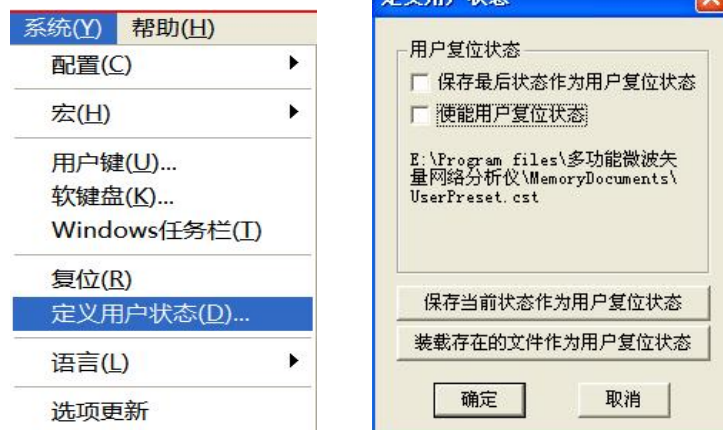 系统(Y) 帮助(H)
配置(C)
宏(H)
用户键(U)...
软键盘(K)...
Windows任务栏(T)
复位(R)
定义用户状态(D)...
语言(L)
选项更新
定义用户状态
用户复位状态
保存最后状态作为用户复位状态
使能用户复位状态
E:\Program files\多功能微波矢
量网络分析仪\MemoryDocuments\
UserPreset.cst
保存当前状态作为用户复位状态
装载存在的文件作为用户复位状态
确定 取消